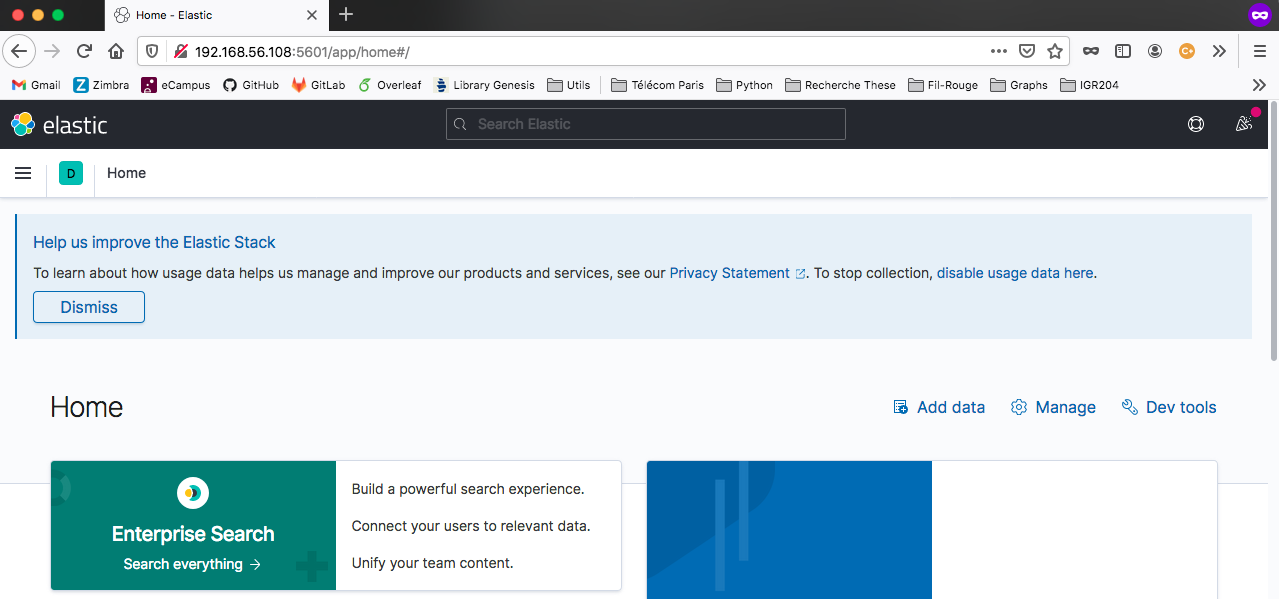 Home - Elastic
192.168.56.108:5601/app/home#/
Gmail Zimbra eCampus GitHub GitLab Overleaf Library Genesis Utils Télécom Paris Python Recherche These Fil-Rouge Graphs IGR204
elastic Search Elastic
D Home
Help us improve the Elastic Stack
To learn about how usage data helps us manage and improve our products and services, see our Privacy Statement. To stop collection, disable usage data here.
Dismiss
Home Add data Manage Dev tools
Enterprise Search
Search everything →
Build a powerful search experience.
Connect your users to relevant data.
Unify your team content.